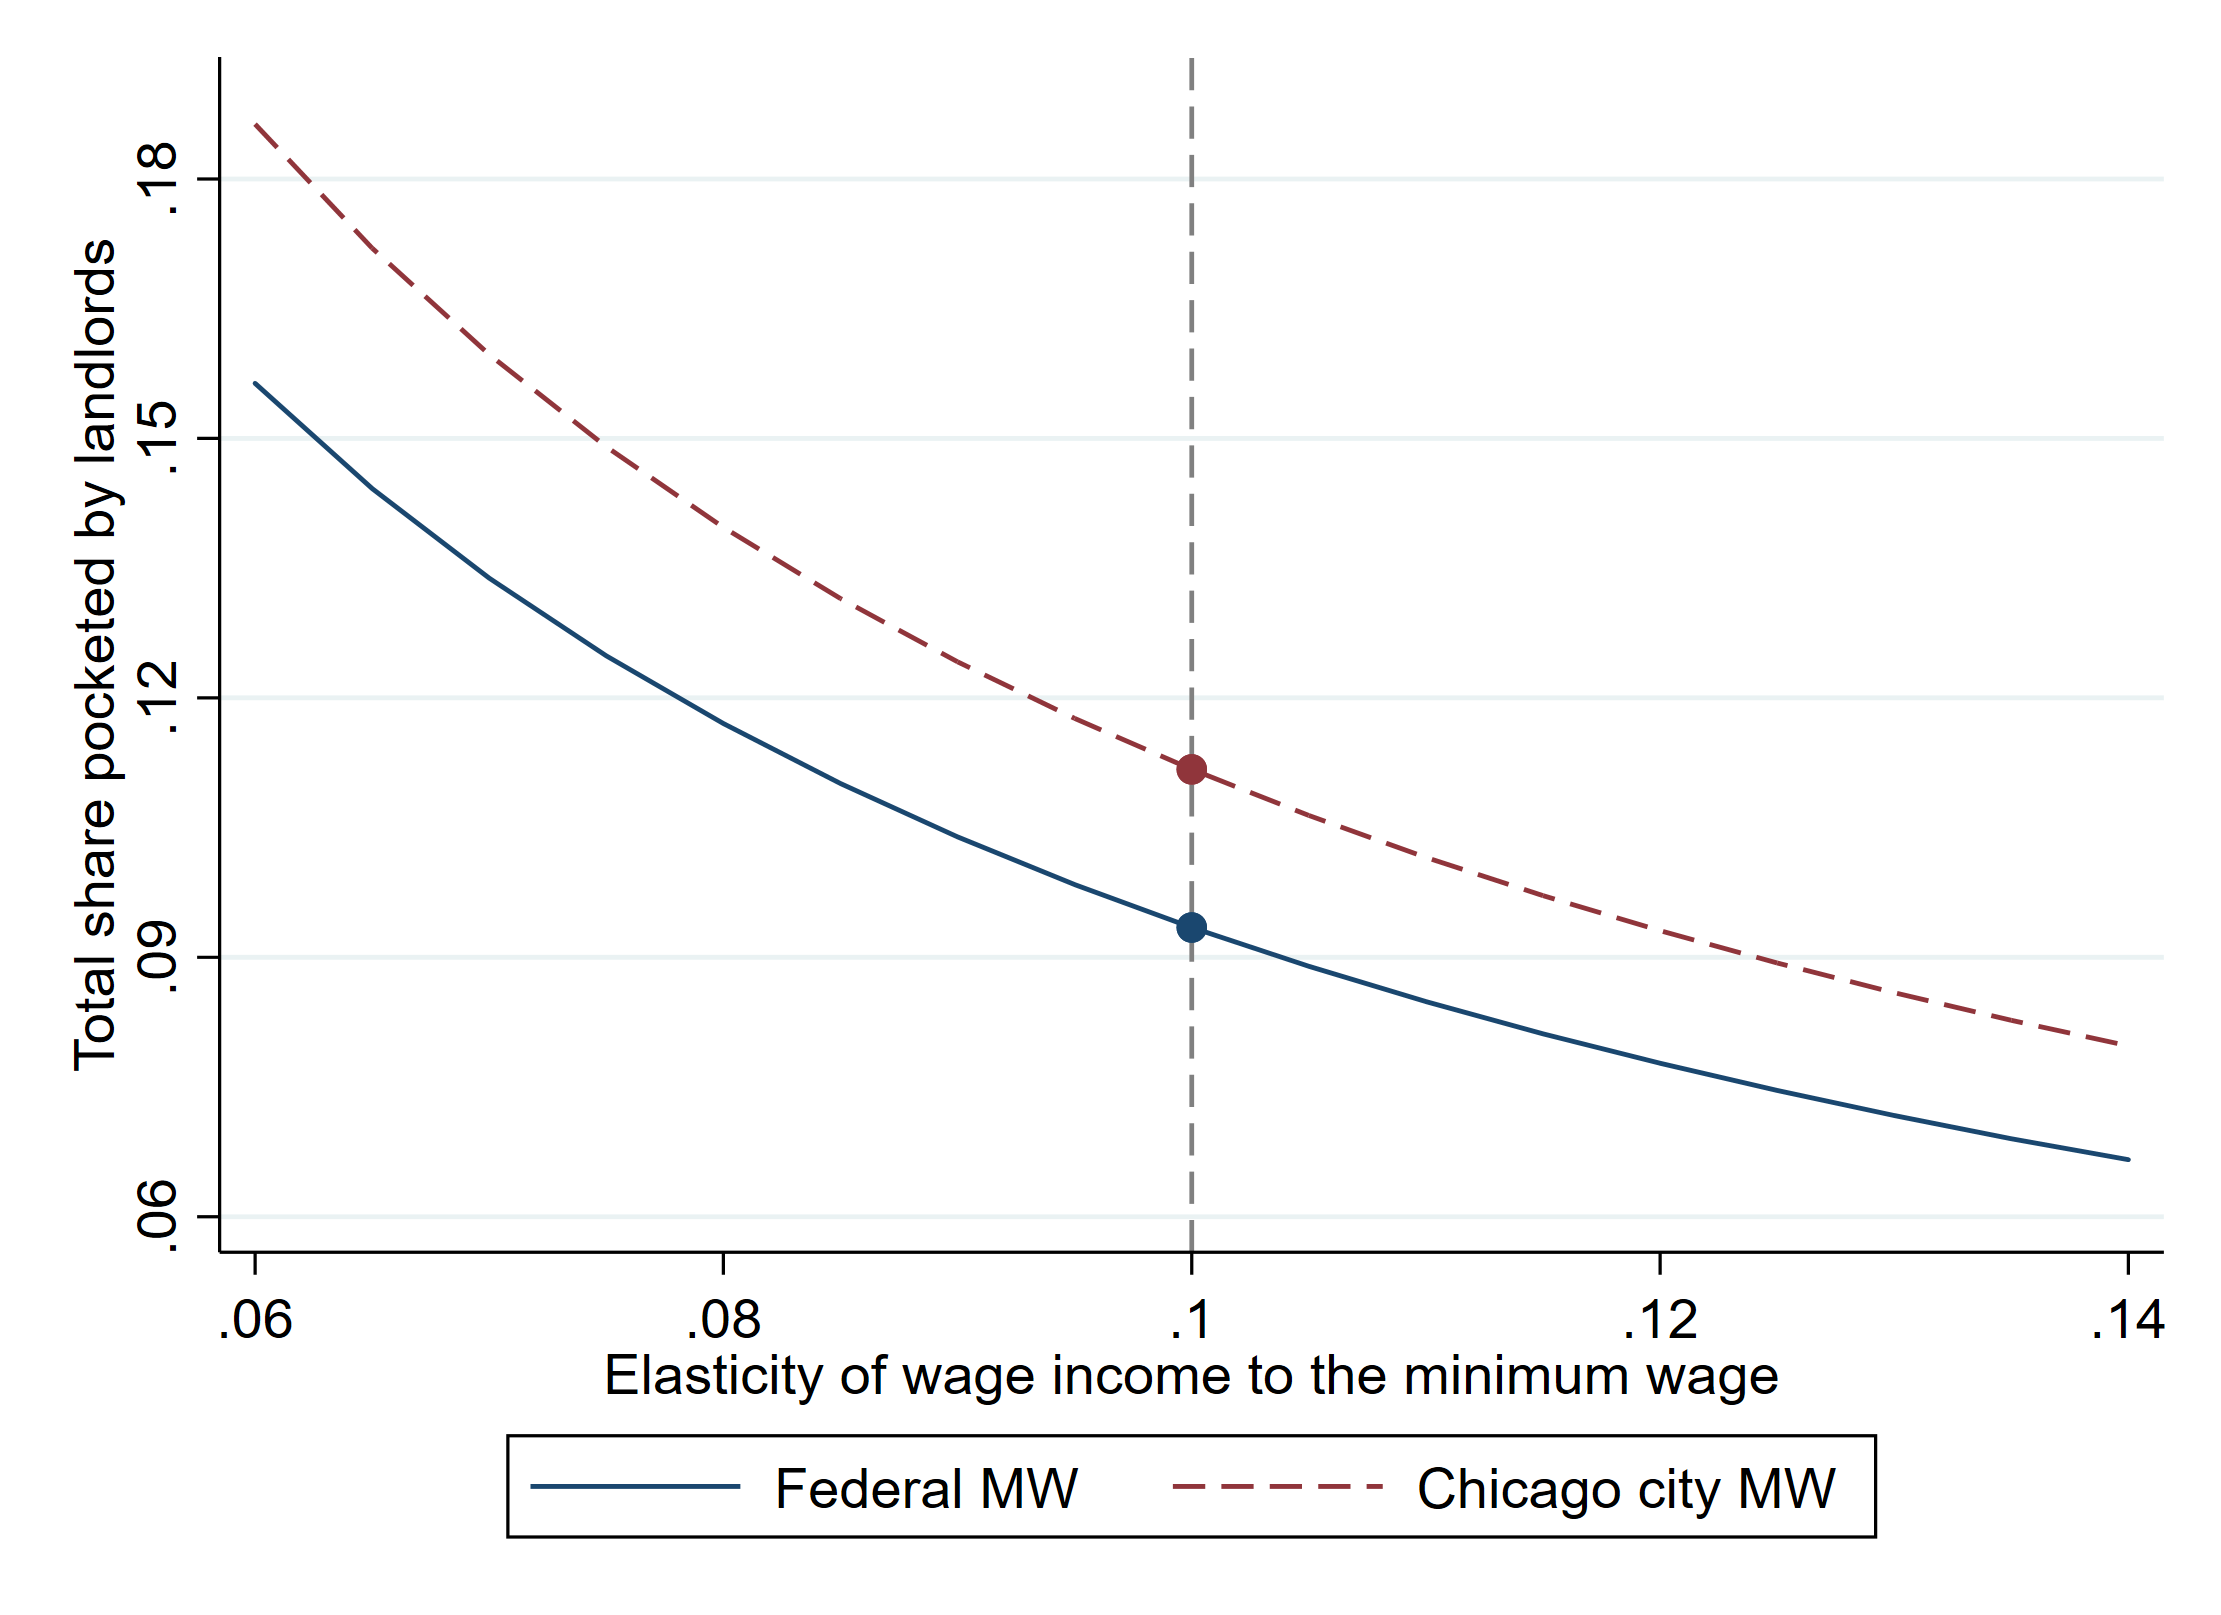 Total share pocketed by landlords
.18
.15
.12
.09
.06
.06 .08 .1 .12 .14
Elasticity of wage income to the minimum wage
Federal MW Chicago city MW